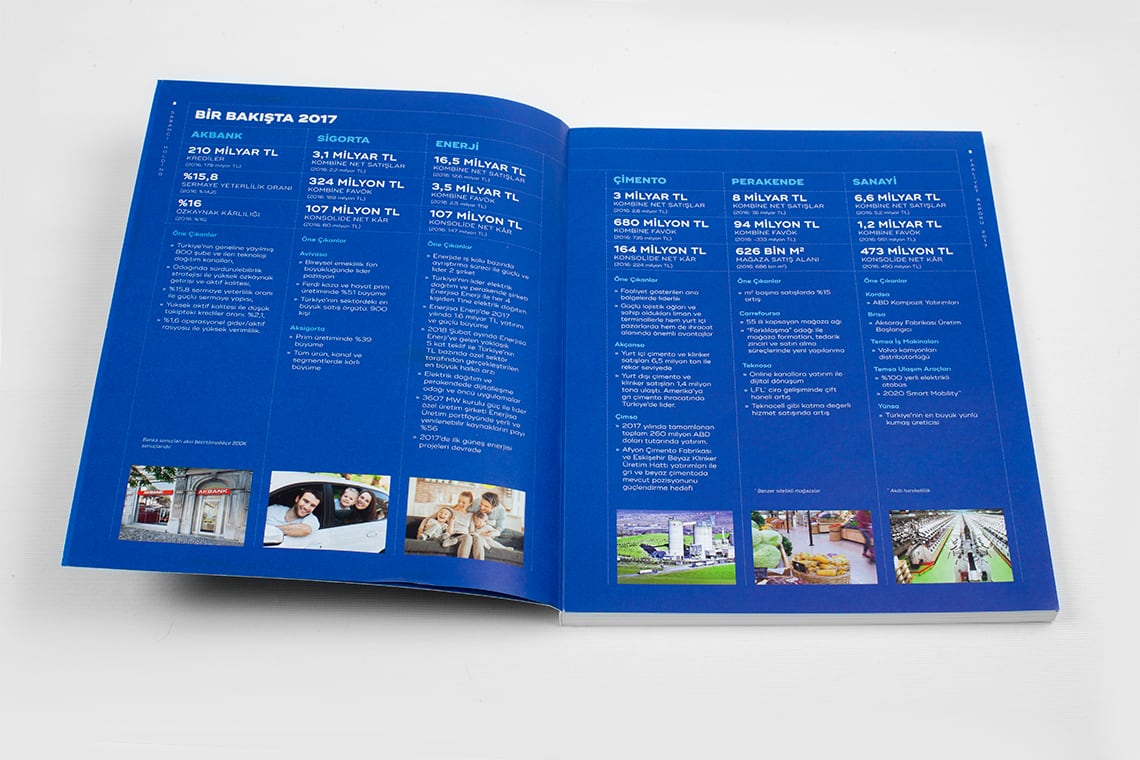 SABANCI HOLDING
BİR BAKIŞTA 2017
AKBANK
210 MİLYAR TL
KREDİLER
(2016: 179 milyar TL)
%15,8
SERMAYE YETERLİLİK ORANI
(2016: %14,2)
%16
ÖZKAYNAK KÂRLILIĞI
Öne Çıkanlar
» Türkiye'nin geneline yayılmış
800 şube ve ileri teknoloji
dağıtım kanalları,
» Odağında sürdürülebilirlik
stratejisi ile yüksek özkaynak
getirisi ve aktif kalitesi,
» %15,8 sermaye yeterlilik oranı
ile güçlü sermaye yapısı,
» Yüksek aktif kalitesi ile düşük
takipteki krediler oranı: %2,1,
» %1,6 operasyonel gider/aktif
rasyosu ile yüksek verimlilik.
Banka sonuçları aksi belirtilmedikçe BDDK
sonuçlarıdır
AKBANK
AKBANK
SİGORTA
3,1 MİLYAR TL
KOMBİNE NET SATIŞLAR
(2016: 2,2 milyar TL)
324 MİLYON TL
KOMBİNE FAVÖK
(2016: 189 milyon TL)
107 MİLYON TL
KONSOLİDE NET KÂR
(2016: 60 milyon TL)
Öne Çıkanlar
Avivasa
» Bireysel emeklilik fon
büyüklüğünde lider
pozisyon
» Ferdi kaza ve hayat prim
üretiminde %51 büyüme
» Türkiye'nin sektördeki en
büyük satış örgütü: 900
kişi
Aksigorta
» Prim üretiminde %39
büyüme
» Tüm ürün, kanal ve
segmentlerde kârlı
büyüme
ENERJİ
16,5 MİLYAR TL
KOMBİNE NET SATIŞLAR
(2016: 12,6 milyar TL)
3,5 MİLYAR TL
KOMBİNE FAVÖK
(2016: 2,5 milyar TL)
107 MİLYON TL
KONSOLİDE NET KÂR
(2016: 147 milyon TL)
Öne Çıkanlar
» Enerjide iş kolu bazında
ayrıştırma süreci ile güçlü ve
lider 2 şirket
» Türkiye'nin lider elektrik
dağıtım ve perakende şirketi
Enerjisa Enerji ile her 4
kişiden 1'ine elektrik dağıtım
» Enerjisa Enerji'de 2017
yılında 1.6 milyar TL yatırım
ve güçlü büyüme
» 2018 Şubat ayında Enerjisa
Enerji'ye gelen yaklaşık
5 kat teklif ile Türkiye'nin
TL bazında özel sektör
tarafından gerçekleştirilen
en büyük halka arzı
» Elektrik dağıtım ve
perakendede dijitalleşme
odağı ve öncü uygulamalar
» 3607 MW kurulu güç ile lider
özel üretim şirketi Enerjisa
Üretim portföyünde yerli ve
yenilenebilir kaynakların payı
%56
» 2017'de ilk güneş enerjisi
projeleri devrede
ÇİMENTO
3 MİLYAR TL
KOMBİNE NET SATIŞLAR
(2016: 2,6 milyar TL)
680 MİLYON TL
KOMBİNE FAVÖK
(2016: 735 milyon TL)
164 MİLYON TL
KONSOLİDE NET KÂR
(2016: 224 milyon TL)
Öne Çıkanlar
» Faaliyet gösterilen ana
bölgelerde liderlik
» Güçlü lojistik ağları ve
sahip oldukları liman ve
terminallerle hem yurt içi
pazarlarda hem de ihracat
alanında önemli avantajlar
Akçansa
» Yurt içi çimento ve klinker
satışları 6,5 milyon ton ile
rekor seviyede
» Yurt dışı çimento ve
klinker satışları 1,4 milyon
tona ulaştı. Amerika'ya
gri çimento ihracatında
Türkiye'de lider.
Çimsa
» 2017 yılında tamamlanan
toplam 260 milyon ABD
doları tutarında yatırım.
» Afyon Çimento Fabrikası
ve Eskişehir Beyaz Klinker
Üretim Hattı yatırımları ile
gri ve beyaz çimentoda
mevcut pozisyonunu
güçlendirme hedefi
PERAKENDE
8 MİLYAR TL
KOMBİNE NET SATIŞLAR
94 MİLYON TL
KOMBİNE FAVÖK
(2016: -333 milyon TL)
626 BİN M²
MAĞAZA SATIŞ ALANI
(2016: 686 bin m²)
Öne Çıkanlar
» m² başına satışlarda %15
artış
Carrefoursa
» 55 ili kapsayan mağaza ağı
» "Farklılaşma" odağı ile
mağaza formatları, tedarik
zinciri ve satın alma
süreçlerinde yeni yapılanma
Teknosa
» Online kanallara yatırım ile
dijital dönüşüm
» LFL* ciro gelişiminde çift
haneli artış
» Teknacell gibi katma değerli
hizmet satışında artış
* Benzer nitelikli mağazalar
SANAYİ
6,6 MİLYAR TL
KOMBİNE NET SATIŞLAR
(2016: 5,2 milyar TL)
1,2 MİLYAR TL
KOMBİNE FAVÖK
(2016: 951 milyon TL)
473 MİLYON TL
KONSOLİDE NET KÂR
(2016: 450 milyon TL)
Öne Çıkanlar
Kordsa
» ABD Kompozit Yatırımları
Brisa
» Aksaray Fabrikası Üretim
Başlangıcı
Temsa İş Makinaları
» Volvo kamyonları
distribütörlüğü
Temsa Ulaşım Araçları
» %100 yerli elektrikli
otobüs
» 2020 Smart Mobility**
Yünsa
» Türkiye'nin en büyük yünlü
kumaş üreticisi
** Akıllı hareketlilik
FAALİYET RAPORU 2017